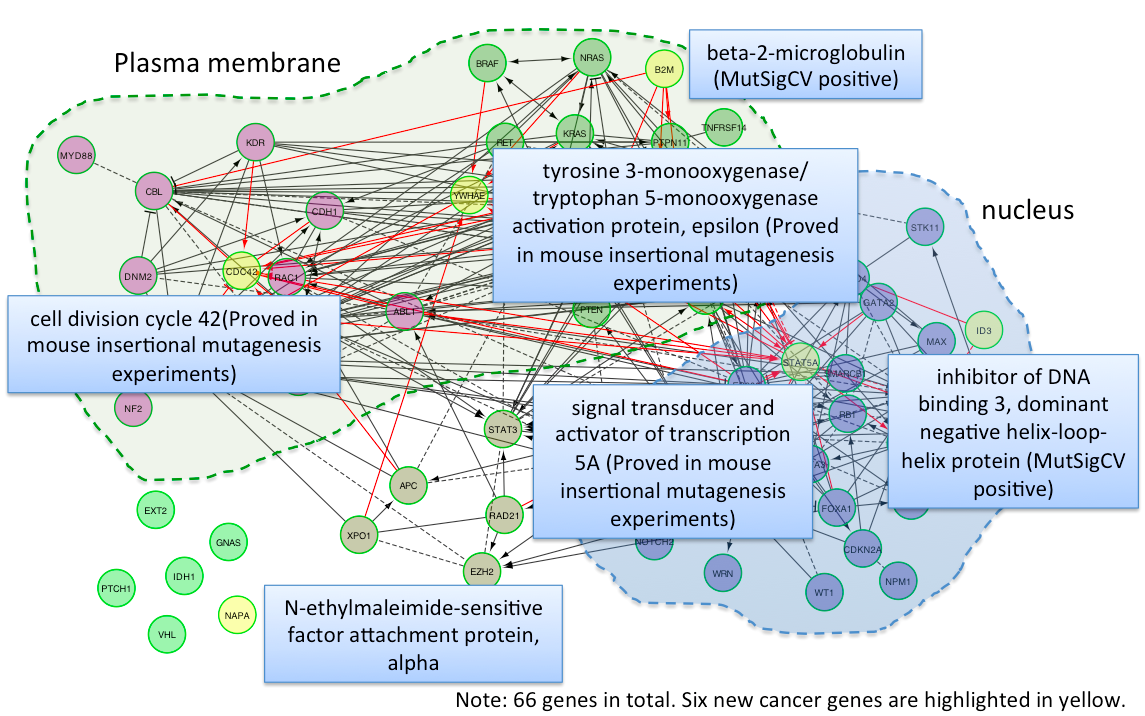 Plasma membrane
beta-2-microglobulin
(MutSigCV positive)
BRAF
NRAS
B2M
TNFRSF14
KRAS
RET
PTPN11
MYD88
KDR
CBL
YWHAE
CDH1
tyrosine 3-monooxygenase/
tryptophan 5-monooxygenase
activation protein, epsilon (Proved
in mouse insertional mutagenesis
experiments)
nucleus
STK11
DNM2
CDC42
RAC1
ABL1
PTEN
GATA2
MAX
ID3
cell division cycle 42(Proved in
mouse insertional mutagenesis
experiments)
STAT5A
SMARCB1
NF2
STAT3
RB1
signal transducer and
activator of transcription
5A (Proved in mouse
insertional mutagenesis
experiments)
inhibitor of DNA
binding 3, dominant
negative helix-loop-
helix protein (MutSigCV
positive)
APC
RAD21
XPO1
EZH2
FOXA1
CDKN2A
NOTCH2
WRN
WT1
NPM1
EXT2
GNAS
IDH1
PTCH1
NAPA
VHL
N-ethylmaleimide-sensitive
factor attachment protein,
alpha
Note: 66 genes in total. Six new cancer genes are highlighted in yellow.